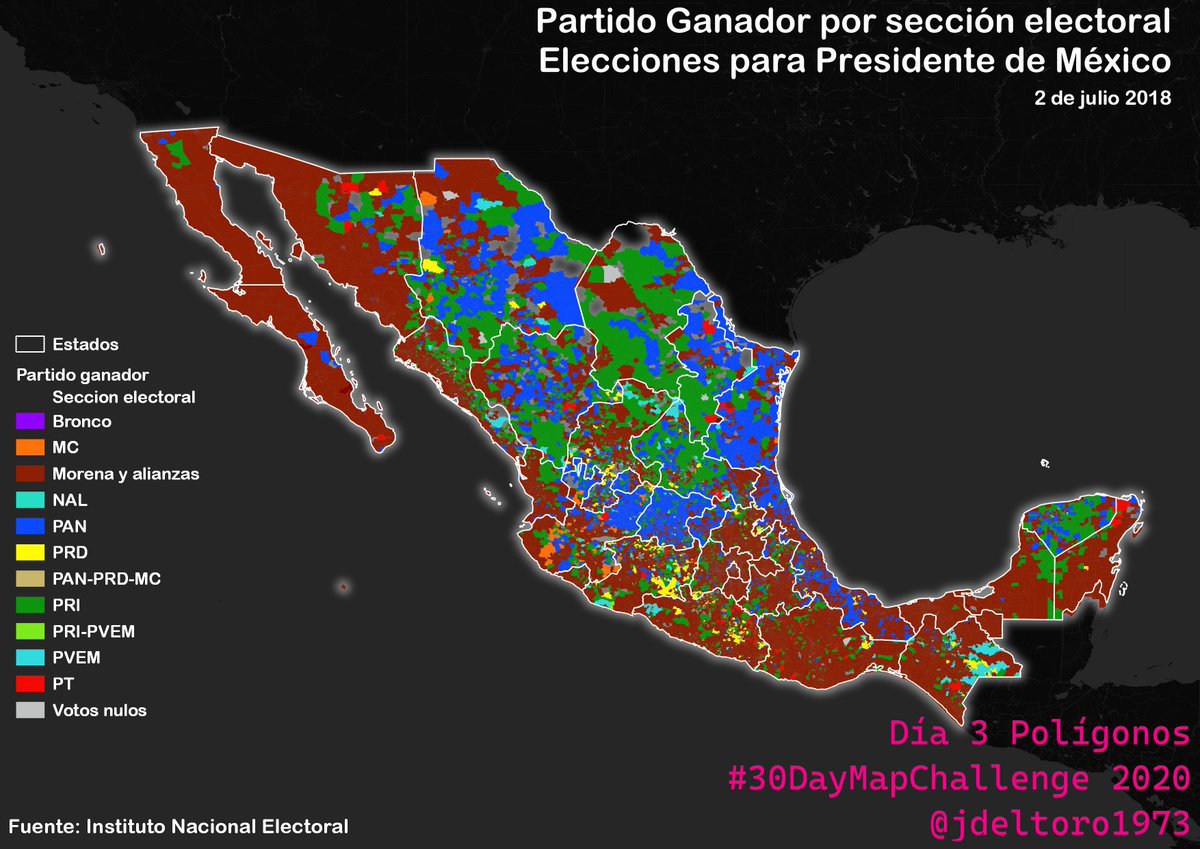 Partido Ganador por sección electoral
Elecciones para Presidente de México
2 de julio 2018
Estados
Partido ganador
Seccion electoral
Bronco
MC
Morena y alianzas
NAL
PAN
PRD
PAN-PRD-MC
PRI
PRI-PVEM
PVEM
PT
Votos nulos
Día 3 Polígonos
#30DayMapChallenge 2020
@jdeltoro1973
Fuente: Instituto Nacional Electoral